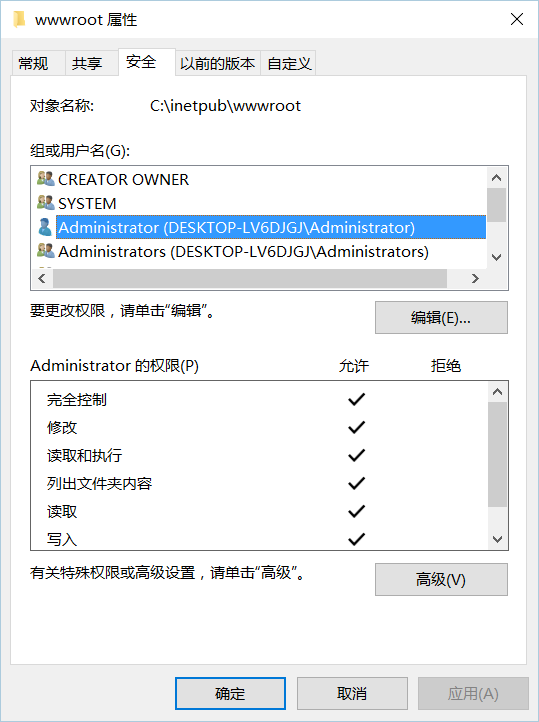 wwwroot 属性
常规 共享 安全 以前的版本 自定义
对象名称: C:\inetpub\wwwroot
组或用户名(G):
CREATOR OWNER
SYSTEM
Administrator (DESKTOP-LV6DJGJ\Administrator)
Administrators (DESKTOP-LV6DJGJ\Administrators)
要更改权限，请单击“编辑”。
编辑(E)...
Administrator 的权限(P) 允许 拒绝
完全控制
修改
读取和执行
列出文件夹内容
读取
写入
有关特殊权限或高级设置，请单击“高级”。
高级(V)
确定 取消 应用(A)